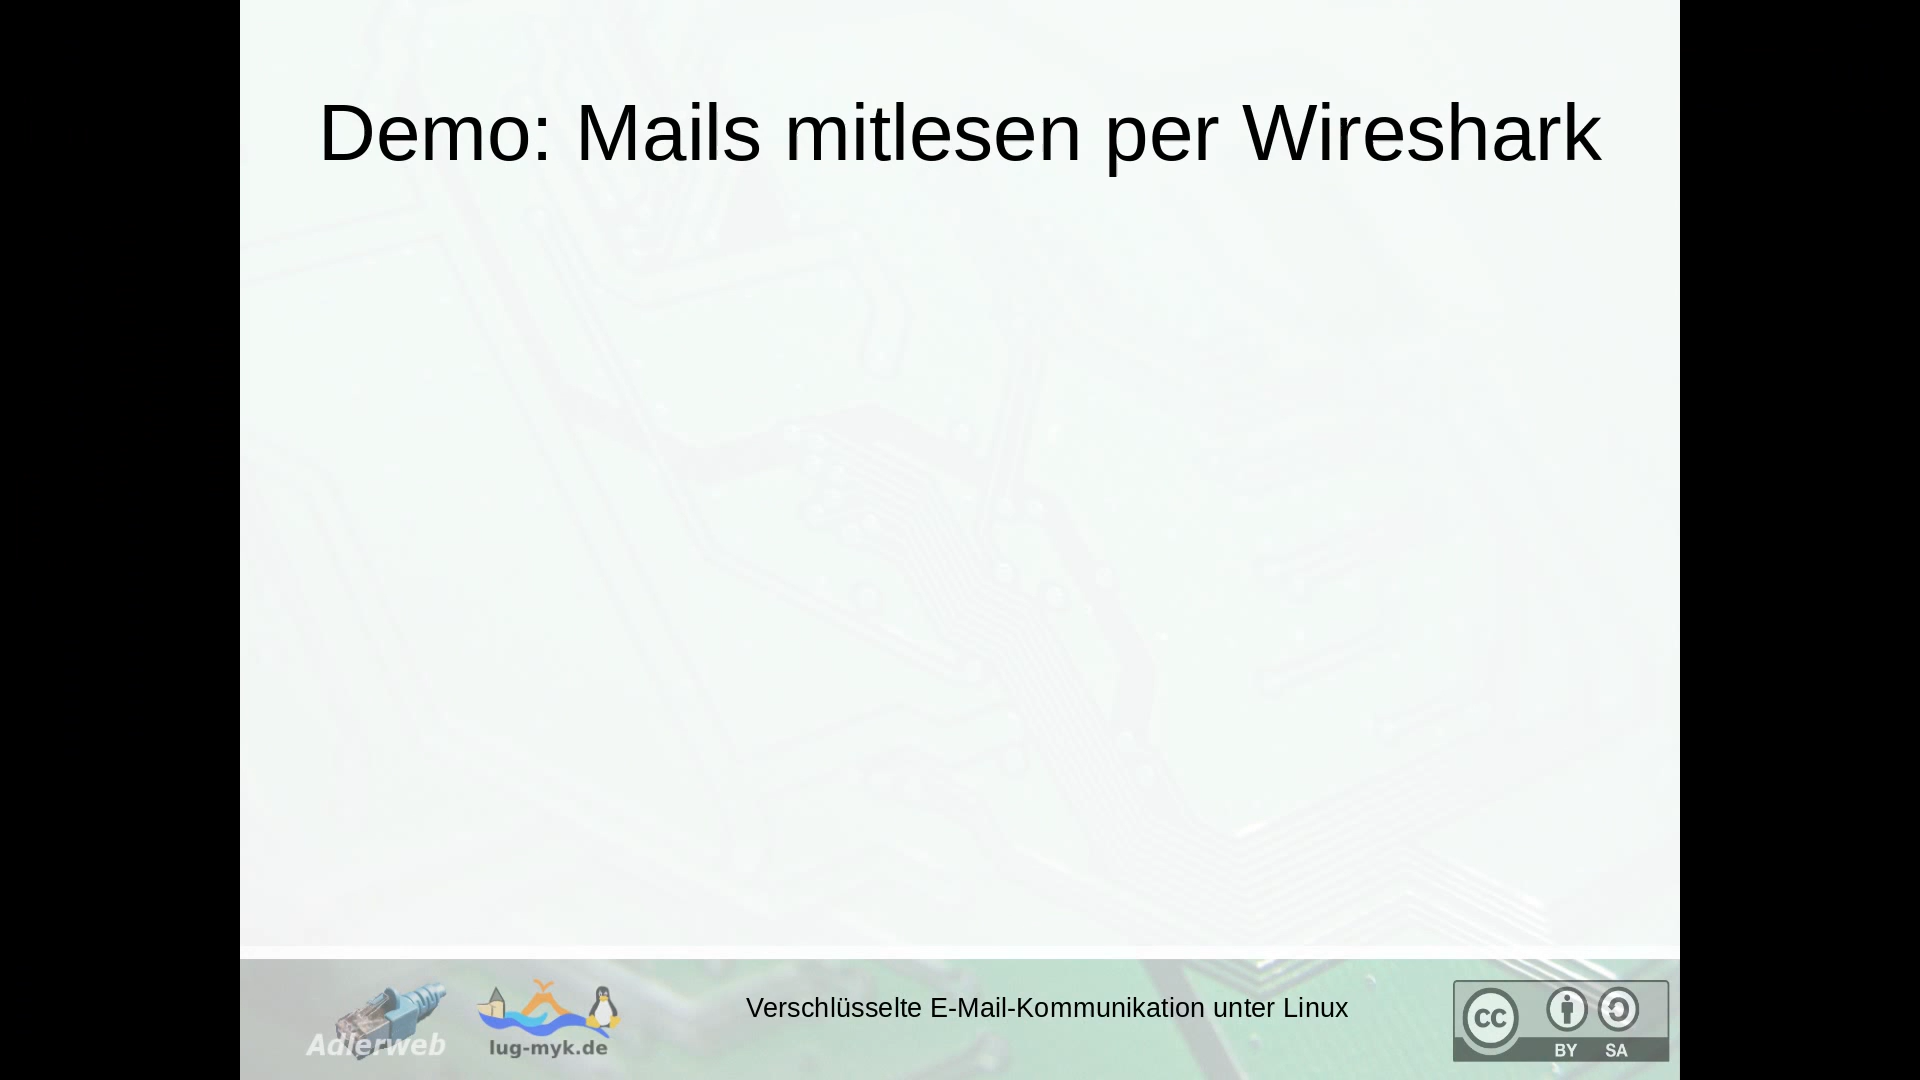 Demo: Mails mitlesen per Wireshark
Adlerweb
lug-myk.de
Verschlüsselte E-Mail-Kommunikation unter Linux
cc
BY SA